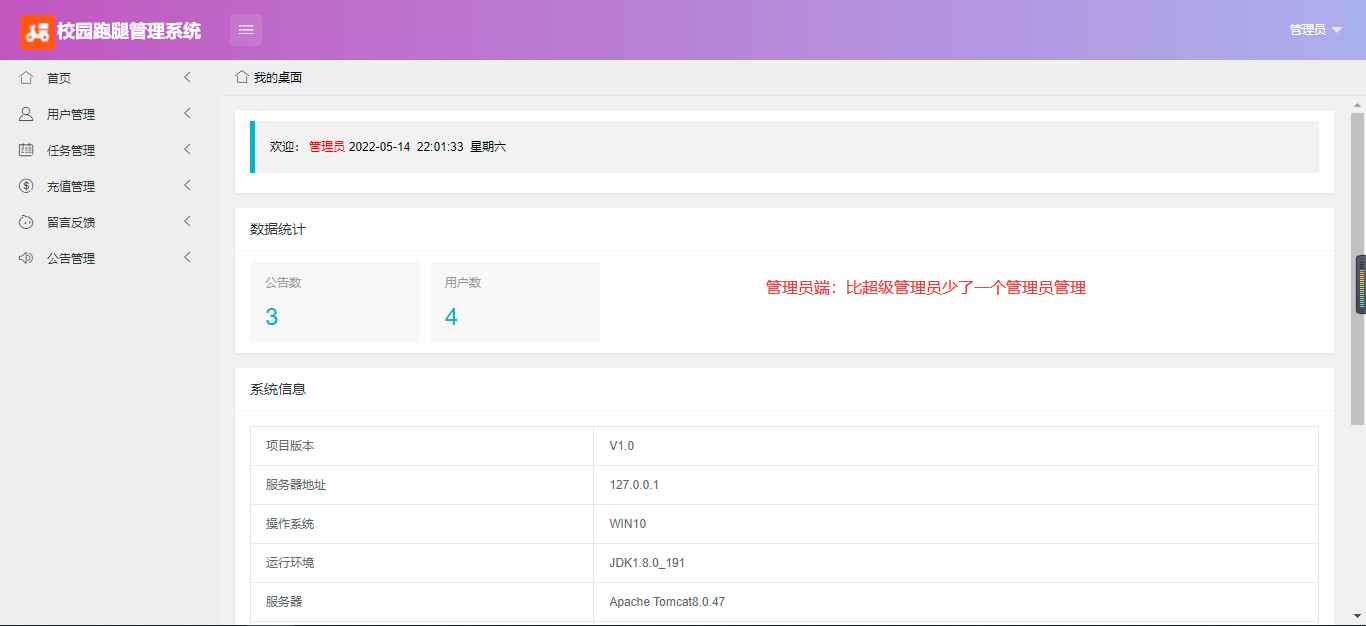 校园跑腿管理系统
管理员
首页
用户管理
任务管理
充值管理
留言反馈
公告管理
我的桌面
欢迎： 管理员 2022-05-14 22:01:33 星期六
数据统计
公告数
3
用户数
4
管理员端：比超级管理员少了一个管理员管理
系统信息
项目版本 V1.0
服务器地址 127.0.0.1
操作系统 WIN10
运行环境 JDK1.8.0_191
服务器 Apache Tomcat8.0.47